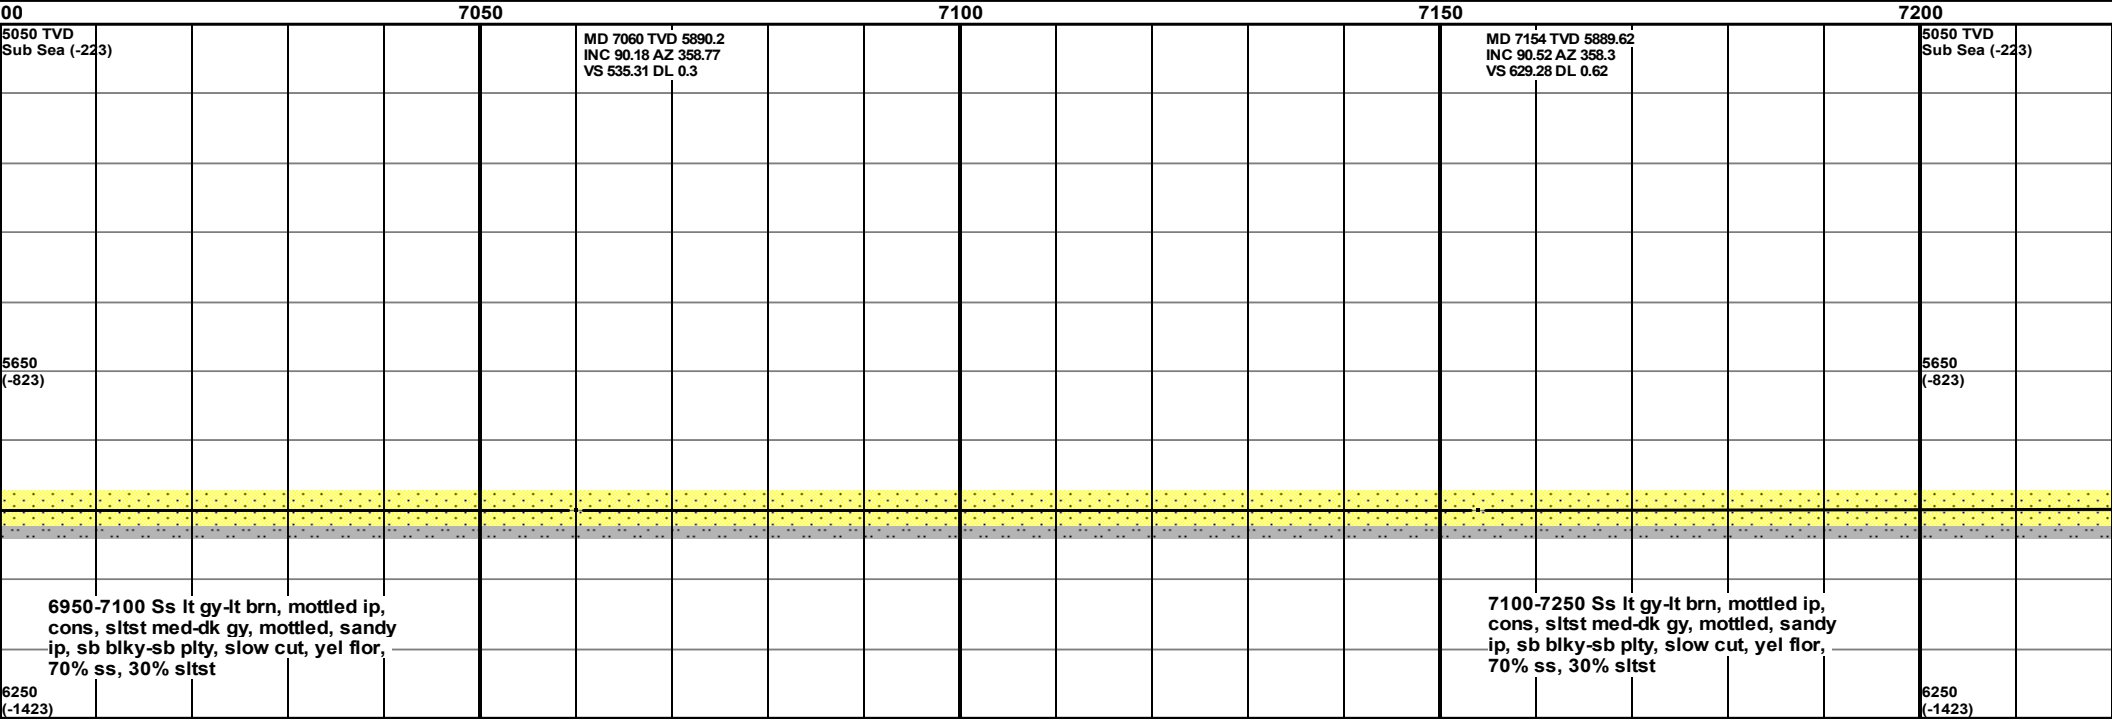 00 7050 7100 7150 7200
5050 TVD
Sub Sea (-223)
MD 7060 TVD 5890.2
INC 90.18 AZ 358.77
VS 535.31 DL 0.3
MD 7154 TVD 5889.62
INC 90.52 AZ 358.3
VS 629.28 DL 0.62
5050 TVD
Sub Sea (-223)
5650
(-823)
5650
(-823)
6950-7100 Ss lt gy-lt brn, mottled ip,
cons, sltst med-dk gy, mottled, sandy
ip, sb blky-sb plty, slow cut, yel flor,
70% ss, 30% sltst
7100-7250 Ss lt gy-lt brn, mottled ip,
cons, sltst med-dk gy, mottled, sandy
ip, sb blky-sb plty, slow cut, yel flor,
70% ss, 30% sltst
6250
(-1423)
6250
(-1423)